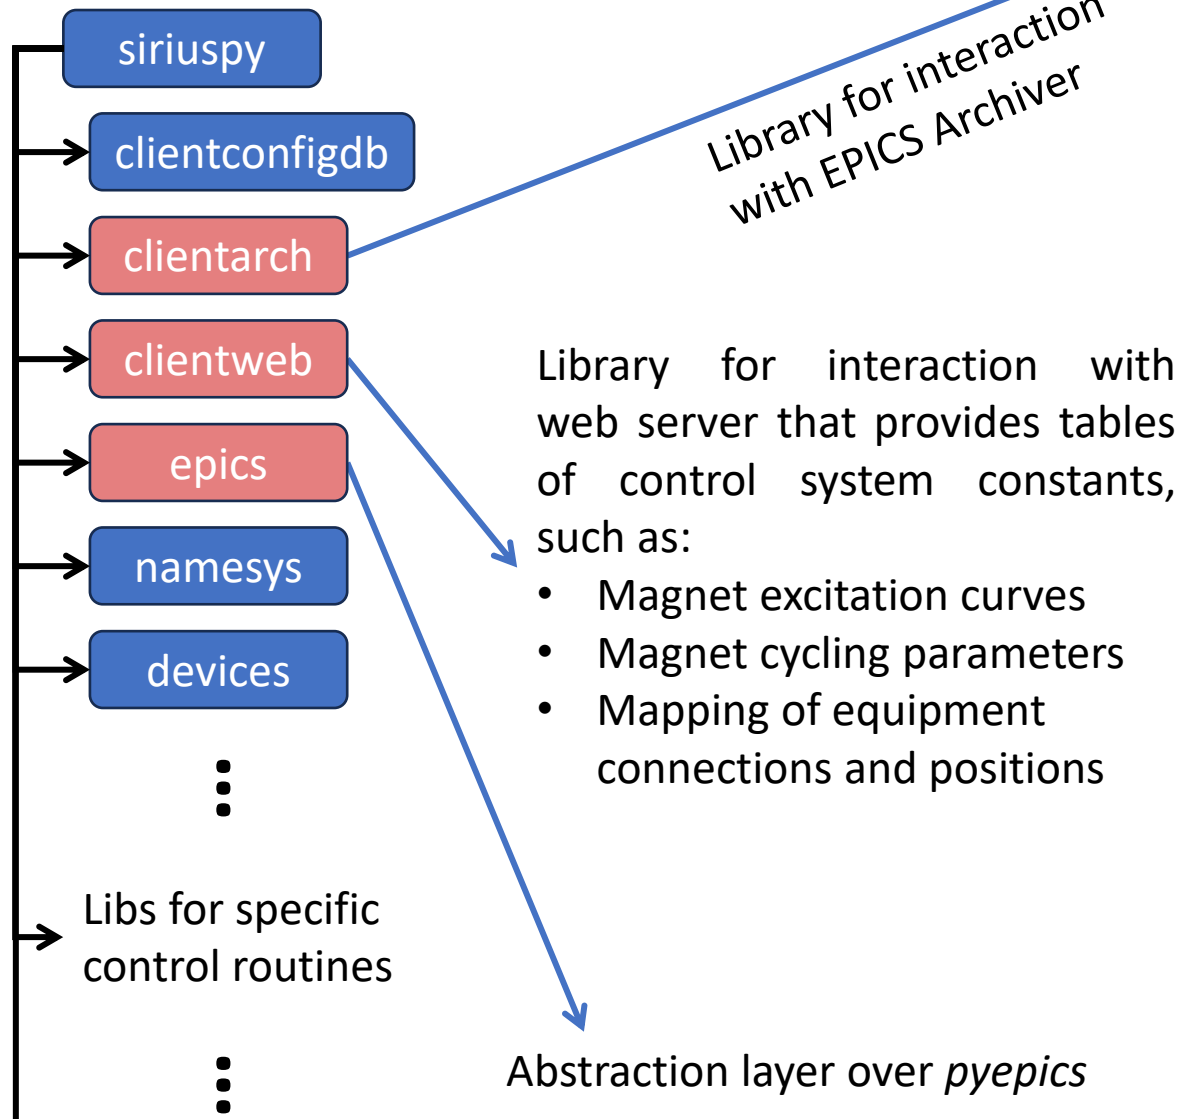 siriuspy
clientconfigdb
clientarch
clientweb
epics
namesys
devices
Libs for specific
control routines
Library for interaction
with EPICS Archiver
Library for interaction with
web server that provides tables
of control system constants,
such as:
• Magnet excitation curves
• Magnet cycling parameters
• Mapping of equipment
connections and positions
Abstraction layer over pyepics